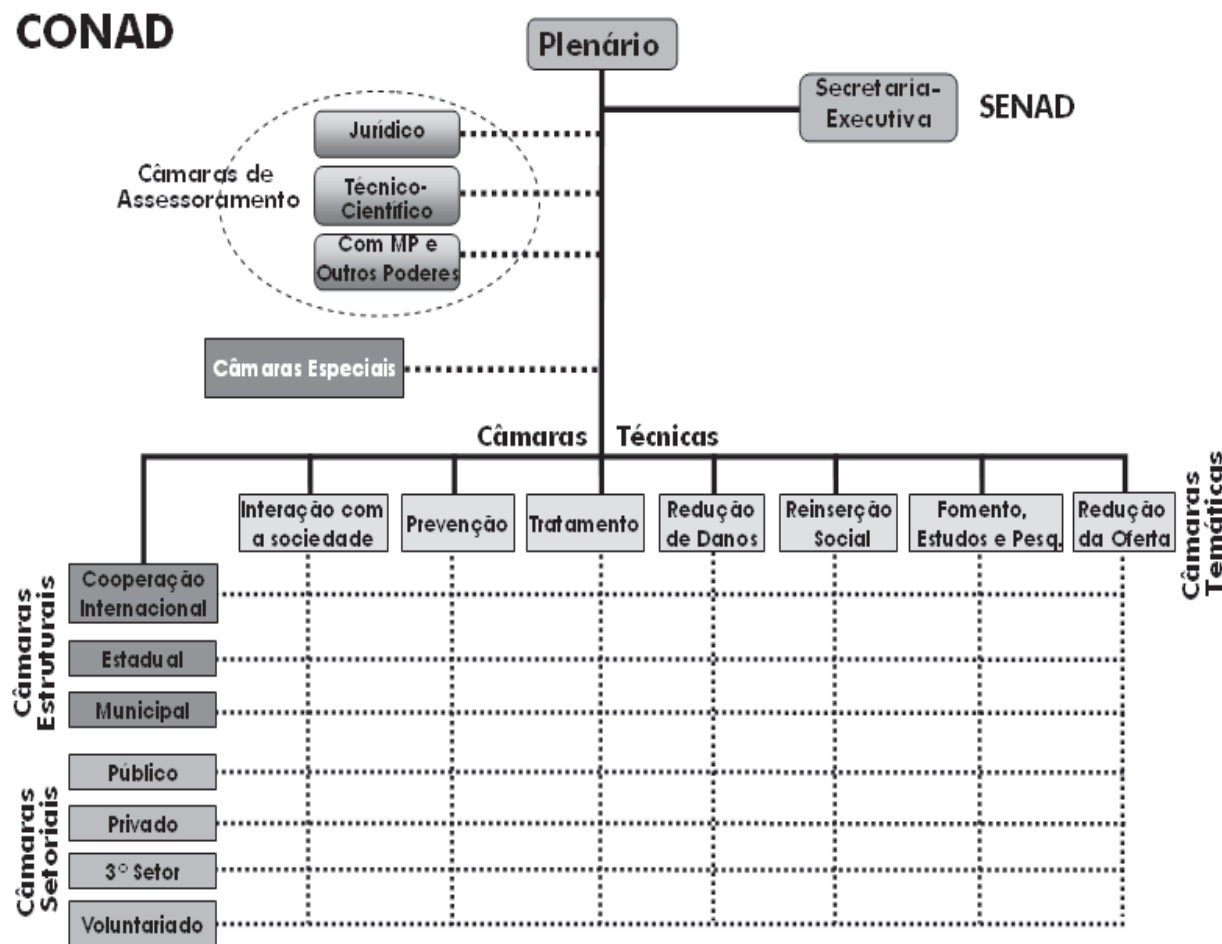 CONAD
Plenário
Secretaria-
Executiva
SENAD
Jurídico
Câmaras de
Assessoramento
Técnico-
Científico
Com MP e
Outros Poderes
Câmaras Especiais
Câmaras Técnicas
Interação com
a sociedade
Prevenção
Tratamento
Redução
de Danos
Reinserção
Social
Fomento,
Estudos e Pesq.
Redução
da Oferta
Câmaras
Temáticas
Câmaras
Estruturais
Cooperação
Internacional
Estadual
Municipal
Câmaras
Setoriais
Público
Privado
3° Setor
Voluntariado